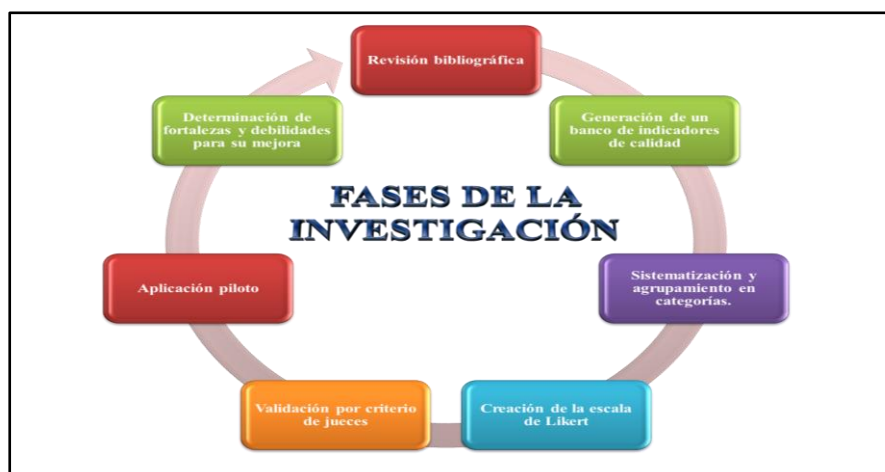 Revisión bibliográfica
Generación de un
banco de indicadores
de calidad
Sistematización y
agrupamiento en
categorías.
Creación de la escala
de Likert
Validación por criterio
de jueces
Aplicación piloto
Determinación de
fortalezas y debilidades
para su mejora
FASES DE LA
INVESTIGACIÓN